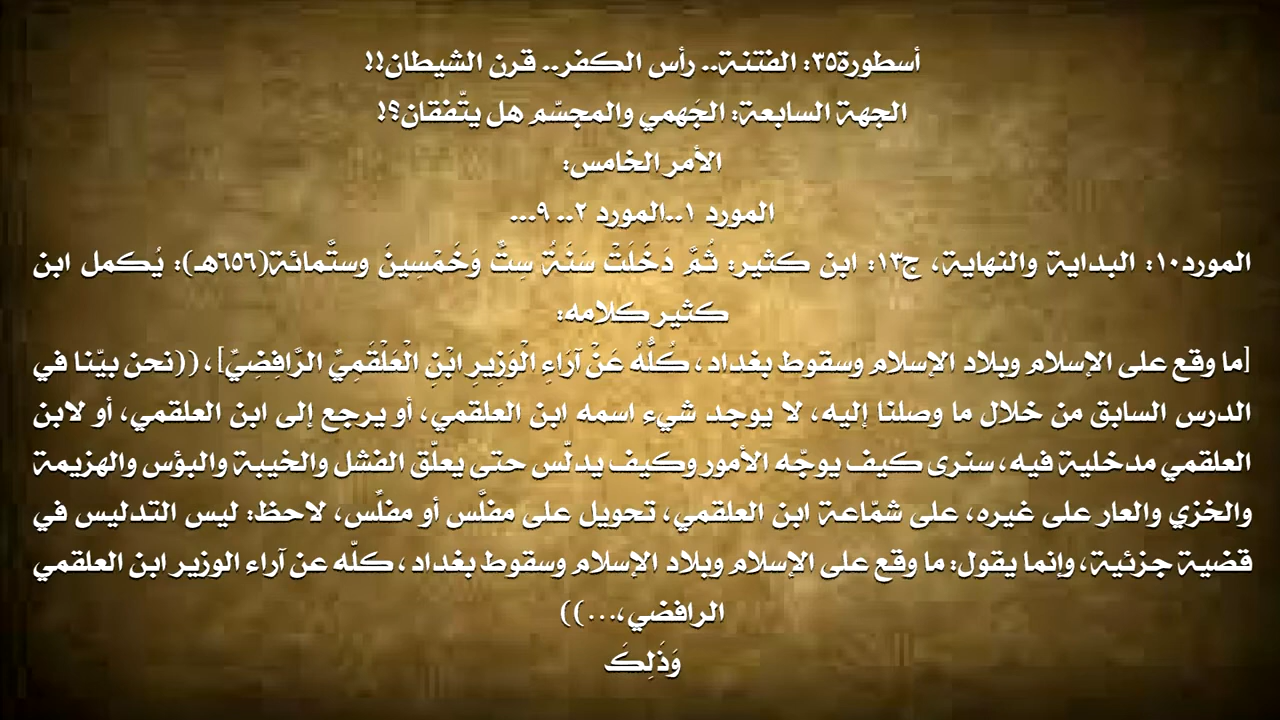 أسطورة٣٥: الفتنة.. رأس الكفر.. قرن الشيطان!!
الجهة السابعة: الجَهمي والمجسّم هل يتّفقان؟!
الأمر الخامس:
المورد ١..المورد ٢.. ٩...
المورد١٠: البداية والنهاية، ج١٣: ابن كثير: ثُمَّ دَخَلَتْ سَنَةُ سِتٌّ وَخَمْسِينَ وستَّمائة(٦٥٦هـ): يُكمل ابن
كثير كلامه:
[ما وقع على الإسلام وبلاد الإسلام وسقوط بغداد، كُلُّهُ عَنْ آرَاءِ الْوَزِيرِ ابْنِ الْعَلْقَمِيِّ الرَّافِضِيِّ]، ((نحن بيّنا في
الدرس السابق من خلال ما وصلنا إليه، لا يوجد شيء اسمه ابن العلقمي، أو يرجع إلى ابن العلقمي، أو لابن
العلقمي مدخلية فيه، سنرى كيف يوجّه الأمور وكيف يدلّس حتى يعلّق الفشل والخيبة والبؤس والهزيمة
والخزي والعار على غيره، على شمّاعة ابن العلقمي، تحويل على مفلَّس أو مفلِّس، لاحظ: ليس التدليس في
قضية جزئية، وإنما يقول: ما وقع على الإسلام وبلاد الإسلام وسقوط بغداد، كلّه عن آراء الوزير ابن العلقمي
الرافضي،...))
وَذَلِكَ